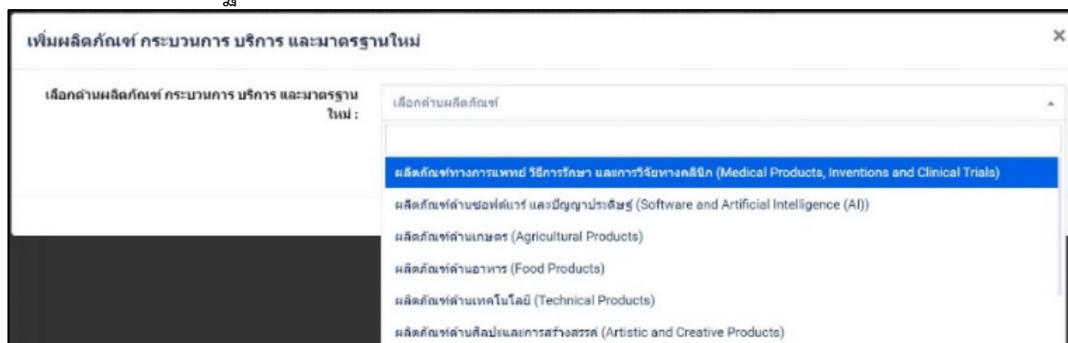 เพิ่มผลิตภัณฑ์ กระบวนการ บริการ และมาตรฐานใหม่
×
เลือกด้านผลิตภัณฑ์ กระบวนการ บริการ และมาตรฐาน
ใหม่ :
เลือกด้านผลิตภัณฑ์
ผลิตภัณฑ์ทางการแพทย์ วิธีการรักษา และการวิจัยทางคลินิก (Medical Products, Inventions and Clinical Trials)
ผลิตภัณฑ์ด้านซอฟต์แวร์ และปัญญาประดิษฐ์ (Software and Artificial Intelligence (AI))
ผลิตภัณฑ์ด้านเกษตร (Agricultural Products)
ผลิตภัณฑ์ด้านอาหาร (Food Products)
ผลิตภัณฑ์ด้านเทคโนโลยี (Technical Products)
ผลิตภัณฑ์ด้านศิลปะและการสร้างสรรค์ (Artistic and Creative Products)